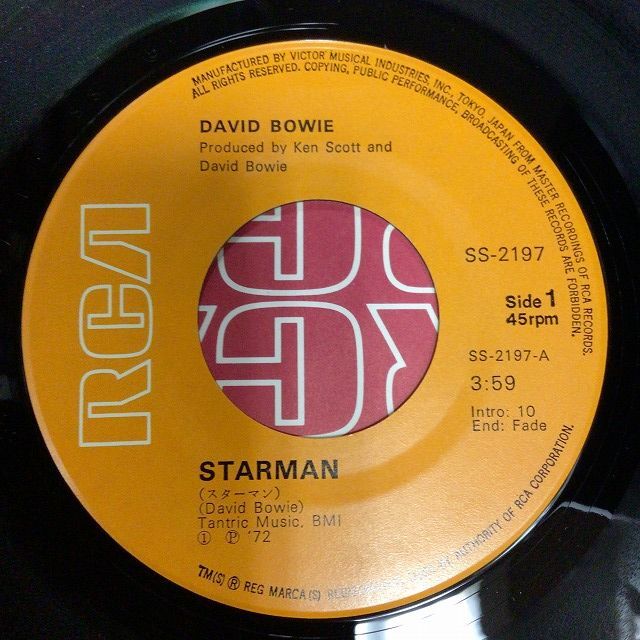 MANUFACTURED BY VICTOR MUSICAL INDUSTRIES, INC., TOKYO, JAPAN FROM MASTER RECORDINGS OF RCA RECORDS.
ALL RIGHTS RESERVED. COPYING, PUBLIC PERFORMANCE, BROADCASTING OF THESE RECORDS ARE FORBIDDEN.
DAVID BOWIE
Produced by Ken Scott and
David Bowie
RCA
SS-2197
Side 1
45rpm
SS-2197-A
3:59
Intro: 10
End: Fade
STARMAN
(スターマン)
(David Bowie)
Tantric Music, BMI
① Ⓟ '72
TM(S) ® REG MARCA(S) BY AUTHORITY OF RCA CORPORATION.